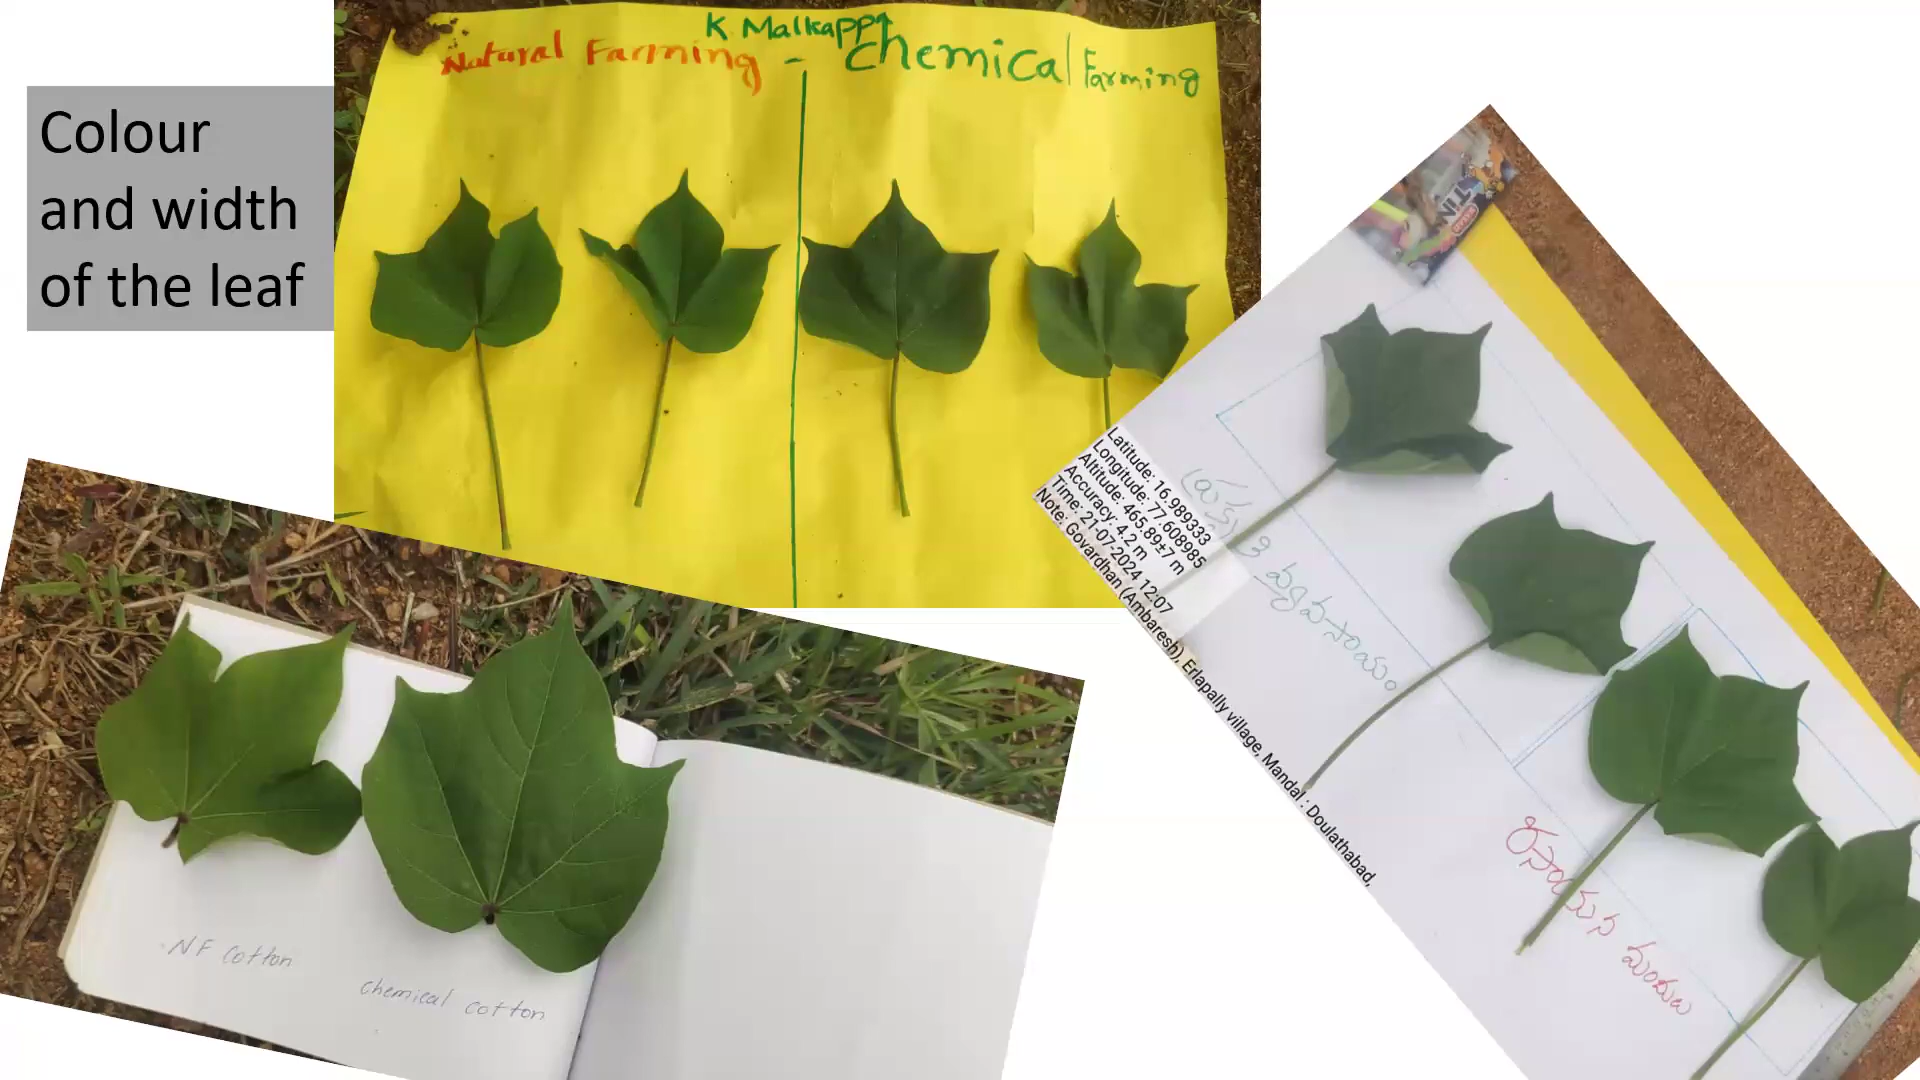 Colour
and width
of the leaf
K Malkappa
Natural Farming - Chemical Farming
NF Cotton
chemical cotton
Latitude: 16.989333
Longitude: 77.608985
Altitude: 465.89±7 m
Accuracy: 4.2 m
Time: 21-07-2024 12:07
Note: Govardhan (Ambaresh), Erlapally village, Mandal : Doulathabad,